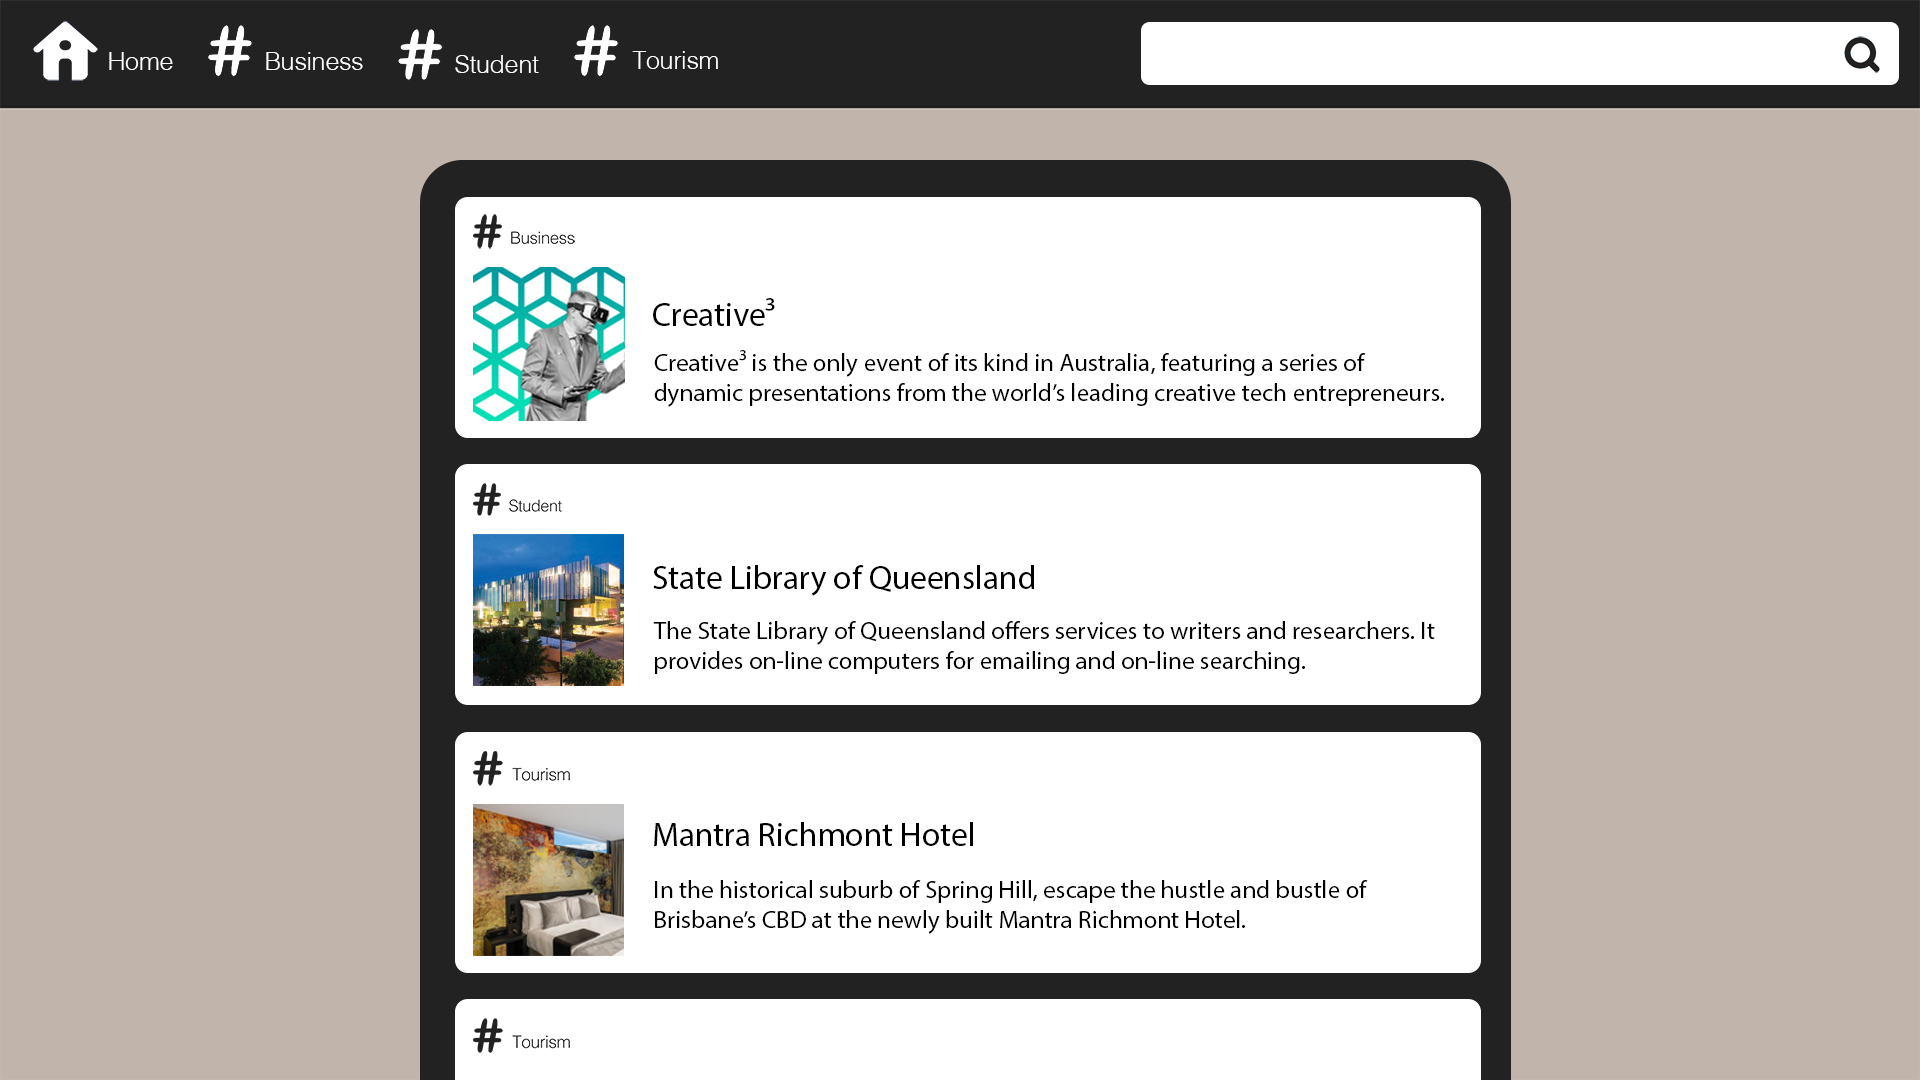 Home # Business # Student # Tourism
# Business
Creative³
Creative³ is the only event of its kind in Australia, featuring a series of
dynamic presentations from the world’s leading creative tech entrepreneurs.
# Student
State Library of Queensland
The State Library of Queensland offers services to writers and researchers. It
provides on-line computers for emailing and on-line searching.
# Tourism
Mantra Richmont Hotel
In the historical suburb of Spring Hill, escape the hustle and bustle of
Brisbane’s CBD at the newly built Mantra Richmont Hotel.
# Tourism